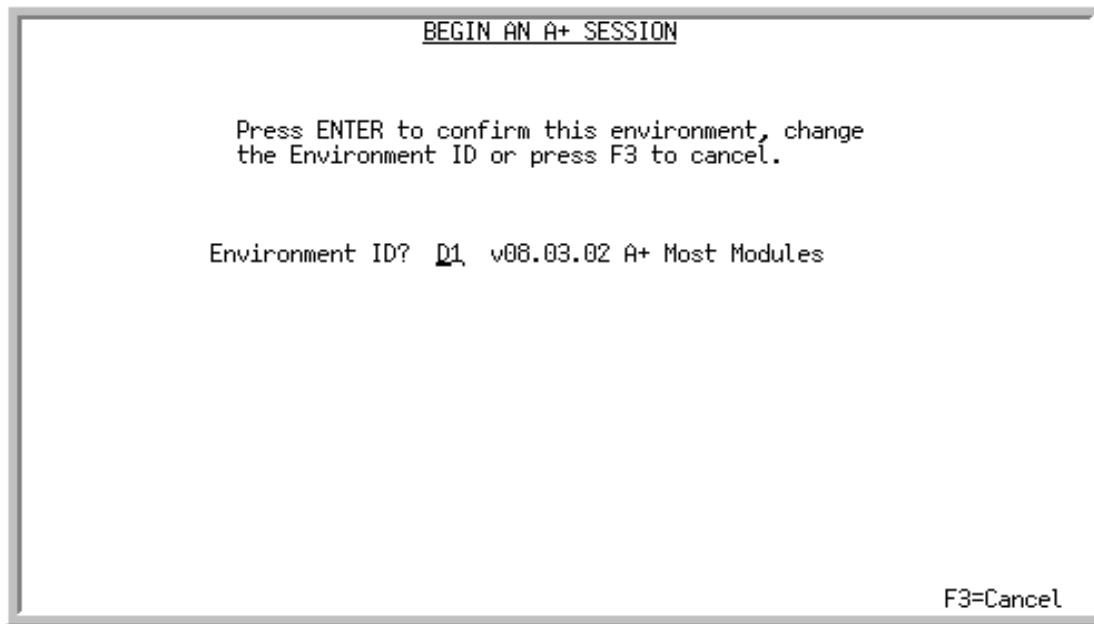 BEGIN AN A+ SESSION
Press ENTER to confirm this environment, change
the Environment ID or press F3 to cancel.
Environment ID? D1 v08.03.02 A+ Most Modules
F3=Cancel